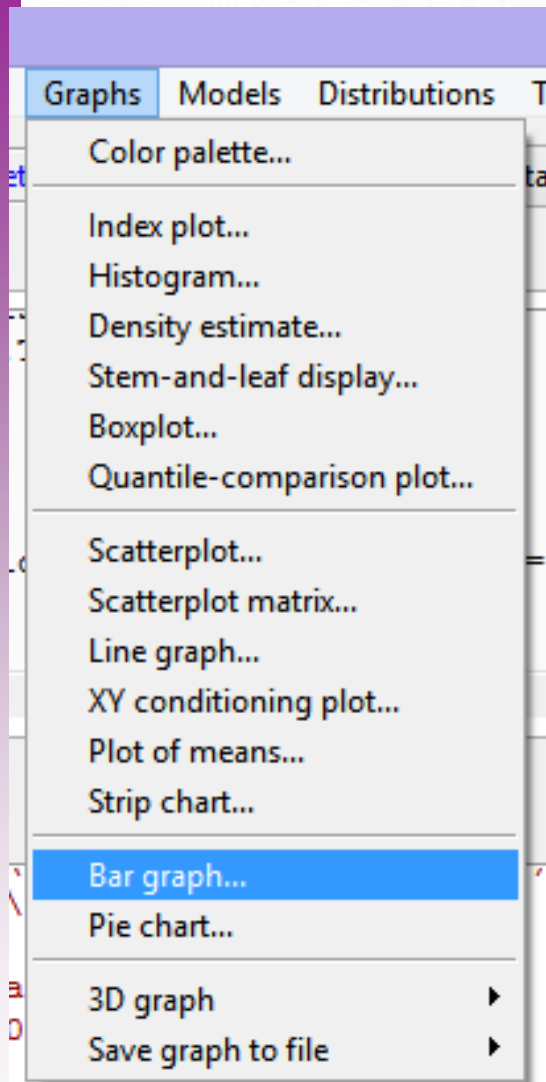 Graphs Models Distributions
Color palette...
Index plot...
Histogram...
Density estimate...
Stem-and-leaf display...
Boxplot...
Quantile-comparison plot...
Scatterplot...
Scatterplot matrix...
Line graph...
XY conditioning plot...
Plot of means...
Strip chart...
Bar graph...
Pie chart...
3D graph
Save graph to file